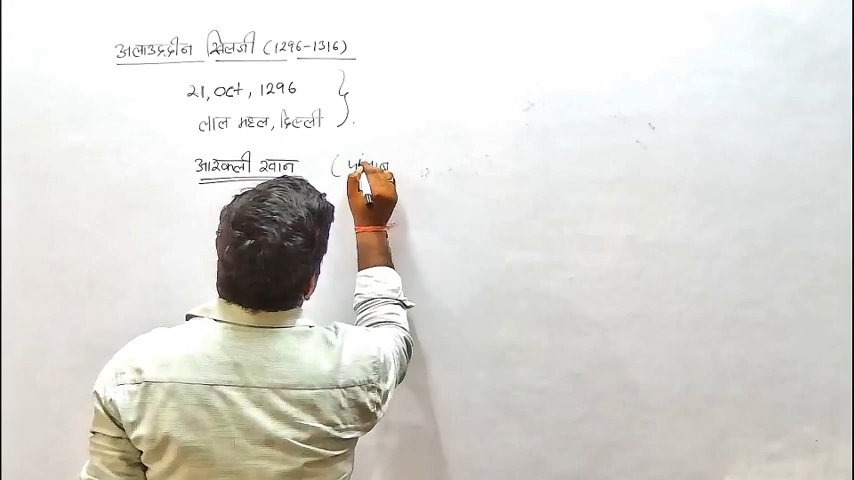 अलाउद्दीन खिलजी (1296-1316)
21, Oct, 1296
लाल महल, दिल्ली
आरकली खान (